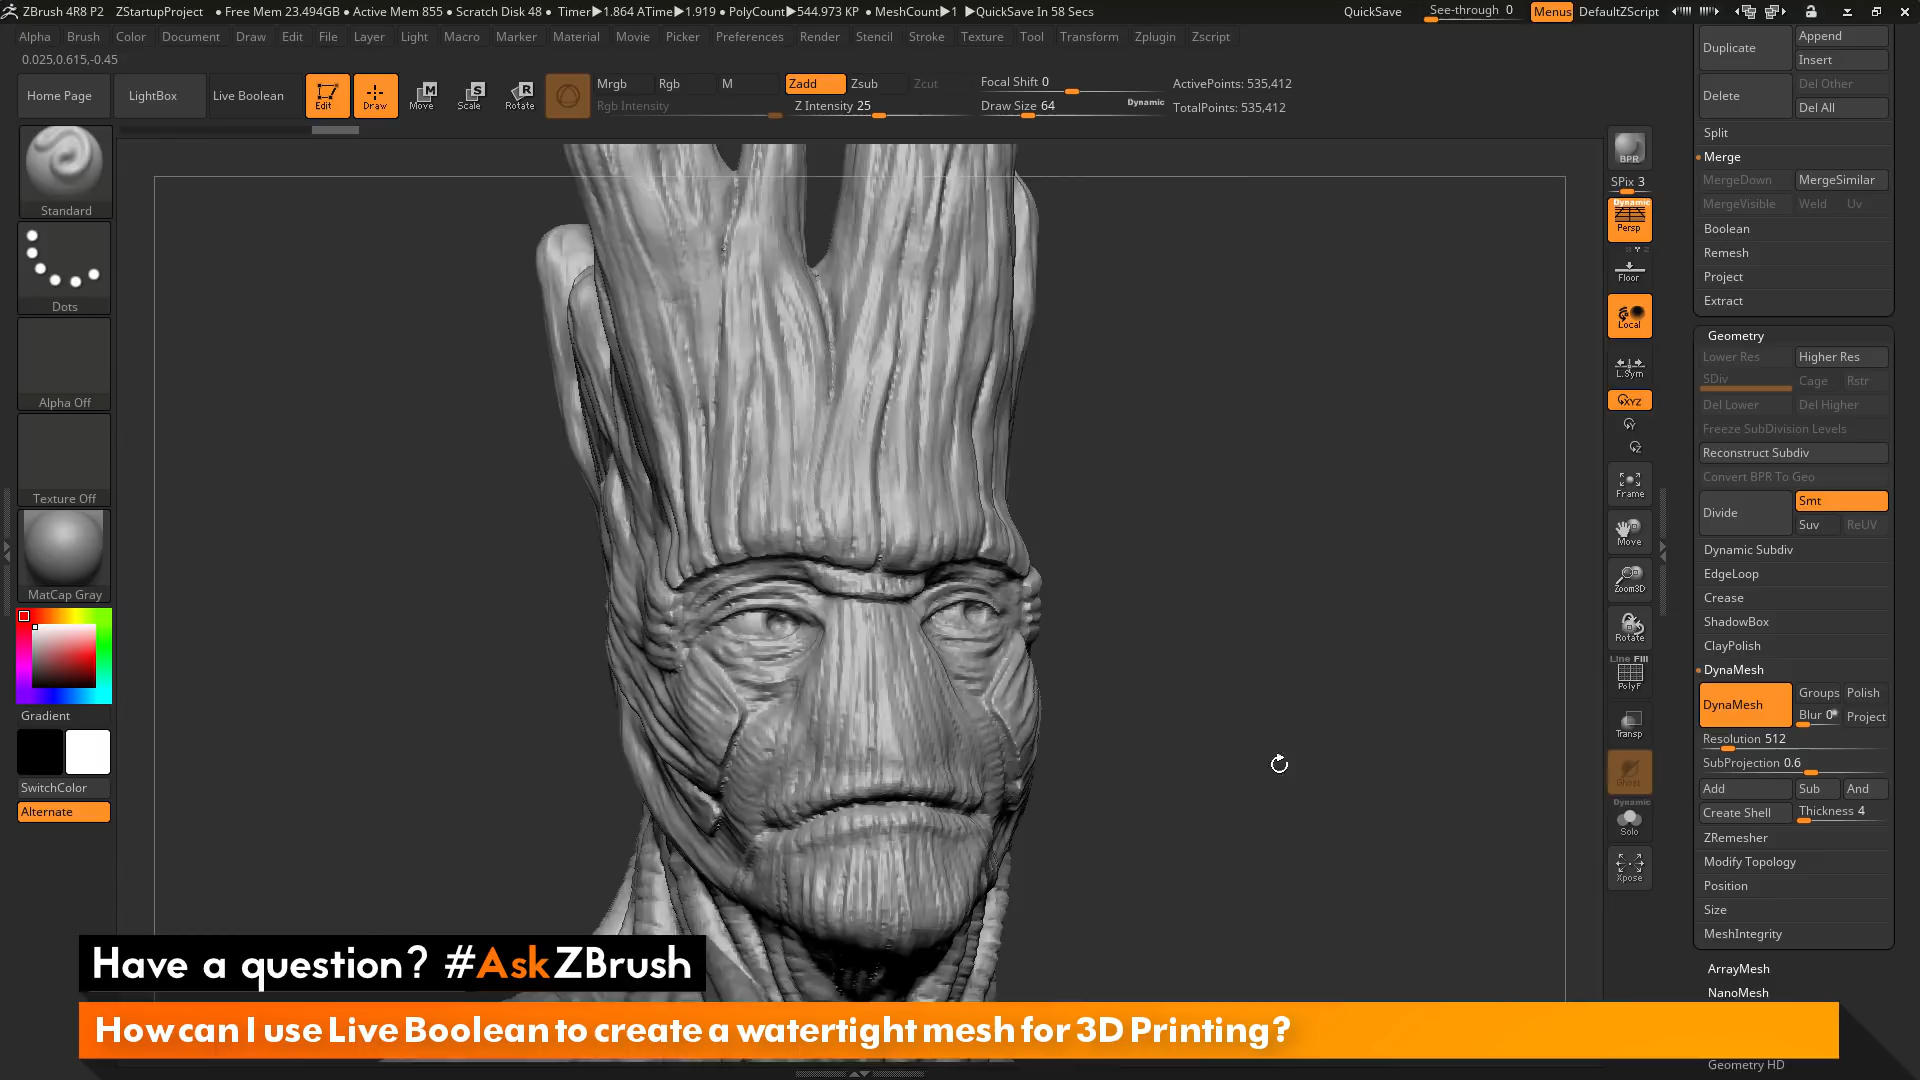 ZBrush 4R8 P2 ZStartupProject ● Free Mem 23.494GB ● Active Mem 855 ● Scratch Disk 48 ● Timer▶1.864 ATime▶1.919 ● PolyCount▶544.973 KP ● MeshCount▶1 ▶QuickSave In 58 Secs QuickSave See-through 0 Menus DefaultZScript
Alpha Brush Color Document Draw Edit File Layer Light Macro Marker Material Movie Picker Preferences Render Stencil Stroke Texture Tool Transform Zplugin Zscript
0.025,0.615,-0.45
Home Page LightBox Live Boolean Edit Draw Move Scale Rotate
Mrgb Rgb M Zadd Zsub Zcut Focal Shift 0 ActivePoints: 535,412
Rgb Intensity Z Intensity 25 Draw Size 64 Dynamic TotalPoints: 535,412
Standard
Dots
Alpha Off
Texture Off
MatCap Gray
Gradient
SwitchColor
Alternate
BPR
SPix 3
Dynamic
Persp
Floor
Local
L.Sym
XYZ
Y
Z
Frame
Move
Zoom3D
Rotate
Line Fill
PolyF
Transp
Ghost
Dynamic
Solo
Xpose
Duplicate Append
Insert
Delete Del Other
Del All
Split
Merge
MergeDown MergeSimilar
MergeVisible Weld Uv
Boolean
Remesh
Project
Extract
Geometry
Lower Res Higher Res
SDiv Cage Rstr
Del Lower Del Higher
Freeze SubDivision Levels
Reconstruct Subdiv
Convert BPR To Geo
Divide Smt
Suv ReUV
Dynamic Subdiv
EdgeLoop
Crease
ShadowBox
ClayPolish
DynaMesh
DynaMesh Groups Polish
Blur 0 Project
Resolution 512
SubProjection 0.6
Add Sub And
Create Shell Thickness 4
ZRemesher
Modify Topology
Position
Size
MeshIntegrity
ArrayMesh
NanoMesh
Geometry HD
Have a question? #AskZBrush
How can I use Live Boolean to create a watertight mesh for 3D Printing?